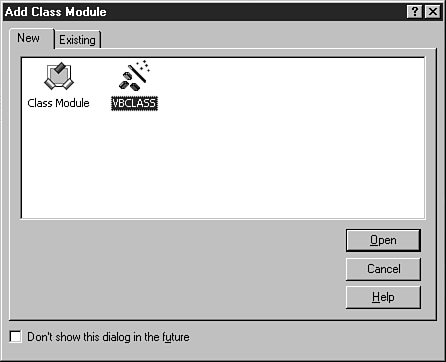 Add Class Module
New Existing
Class Module VBCLASS
Open
Cancel
Help
Don't show this dialog in the future